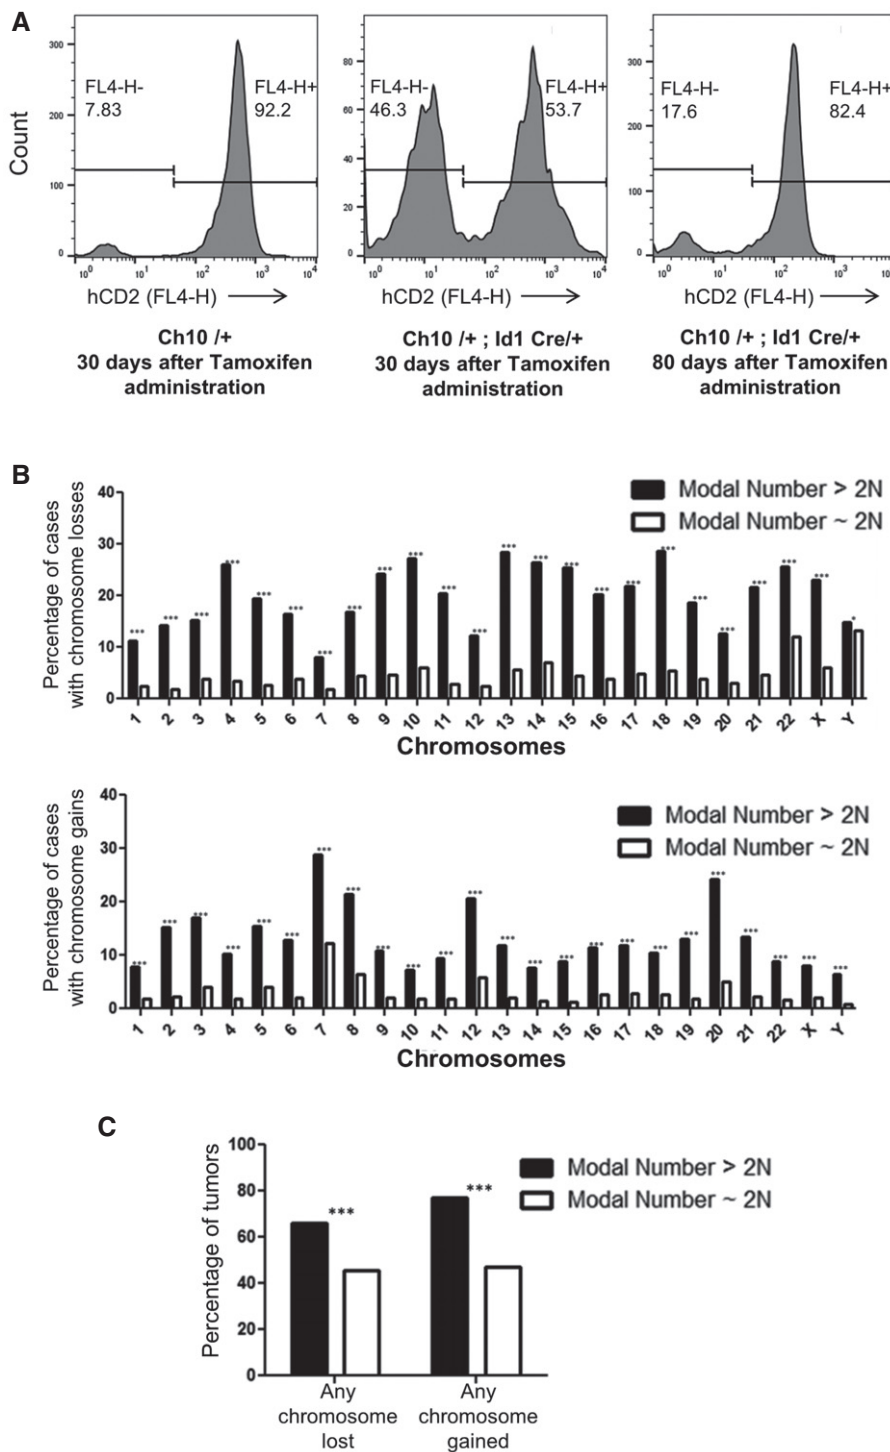 A
Count
300
200
100
0
FL4-H-
7.83
FL4-H+
92.2
10^0 10^1 10^2 10^3 10^4
hCD2 (FL4-H)
Ch10 /+
30 days after Tamoxifen
administration
80
60
40
20
0
FL4-H-
46.3
FL4-H+
53.7
10^0 10^1 10^2 10^3 10^4
hCD2 (FL4-H)
Ch10 /+ ; Id1 Cre/+
30 days after Tamoxifen
administration
300
200
100
0
FL4-H-
17.6
FL4-H+
82.4
10^0 10^1 10^2 10^3
hCD2 (FL4-H)
Ch10 /+ ; Id1 Cre/+
80 days after Tamoxifen
administration
B
Percentage of cases
with chromosome losses
40
30
20
10
0
Modal Number > 2N
Modal Number ~ 2N
*** *** *** *** *** *** *** *** *** *** *** *** *** *** *** *** *** *** *** *** *** *** *** *
1 2 3 4 5 6 7 8 9 10 11 12 13 14 15 16 17 18 19 20 21 22 X Y
Chromosomes
Percentage of cases
with chromosome gains
40
30
20
10
0
Modal Number > 2N
Modal Number ~ 2N
*** *** *** *** *** *** *** *** *** *** *** *** *** *** *** *** *** *** *** *** *** *** *** ***
1 2 3 4 5 6 7 8 9 10 11 12 13 14 15 16 17 18 19 20 21 22 X Y
Chromosomes
C
Percentage of tumors
100
80
60
40
20
0
Modal Number > 2N
Modal Number ~ 2N
*** ***
Any
chromosome
lost
Any
chromosome
gained